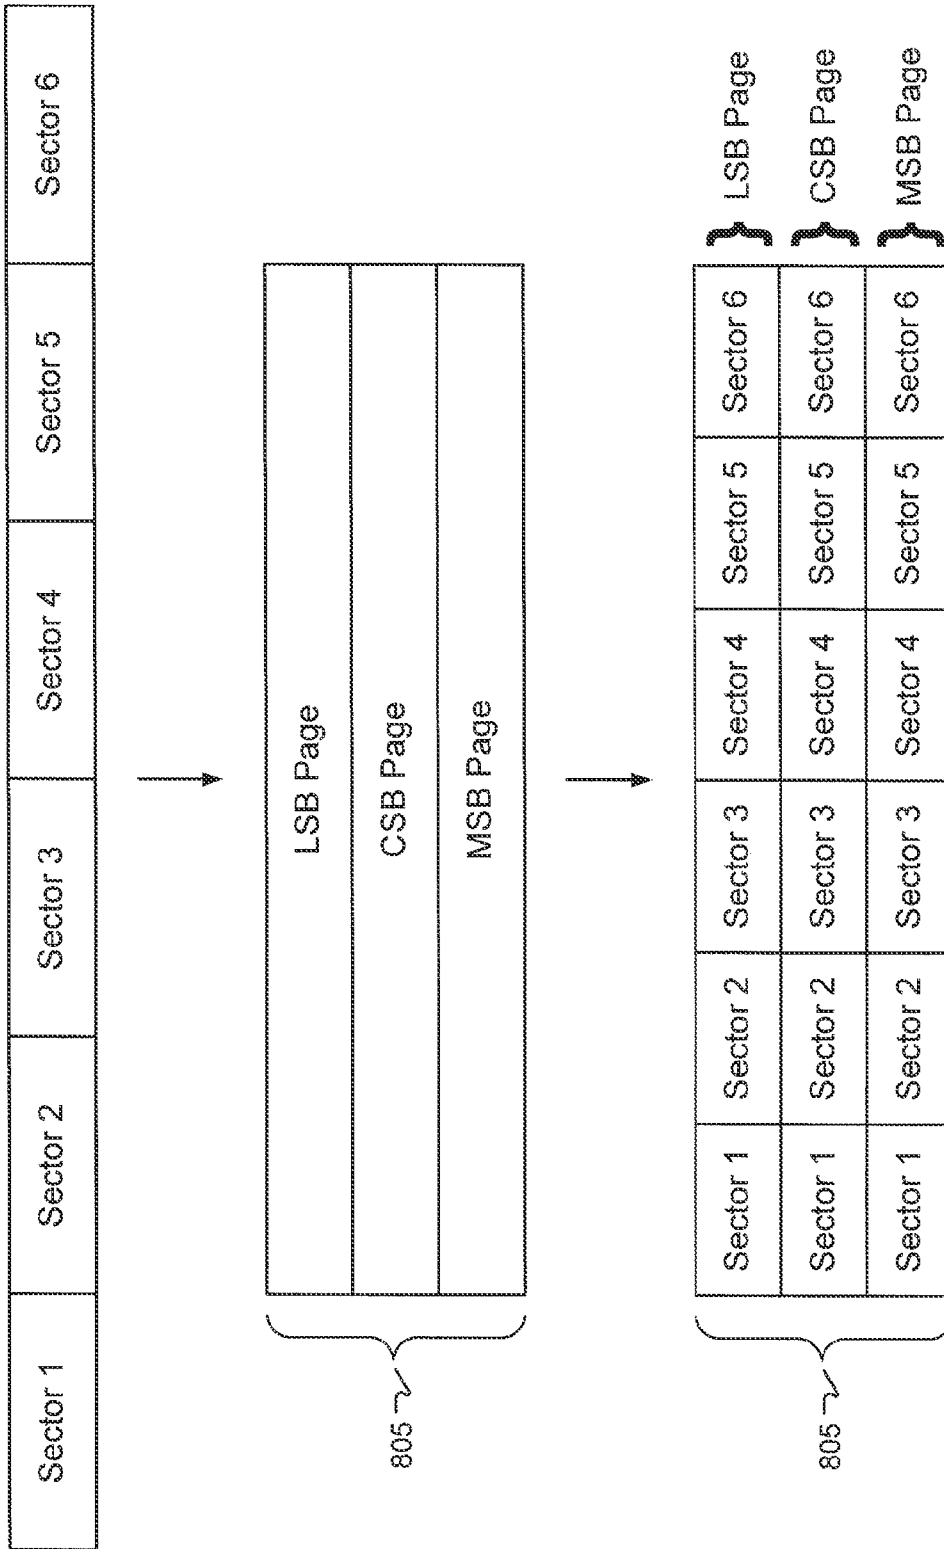 Sector 1 Sector 2 Sector 3 Sector 4 Sector 5 Sector 6
805
LSB Page
CSB Page
MSB Page
805
Sector 1 Sector 2 Sector 3 Sector 4 Sector 5 Sector 6 LSB Page
Sector 1 Sector 2 Sector 3 Sector 4 Sector 5 Sector 6 CSB Page
Sector 1 Sector 2 Sector 3 Sector 4 Sector 5 Sector 6 MSB Page